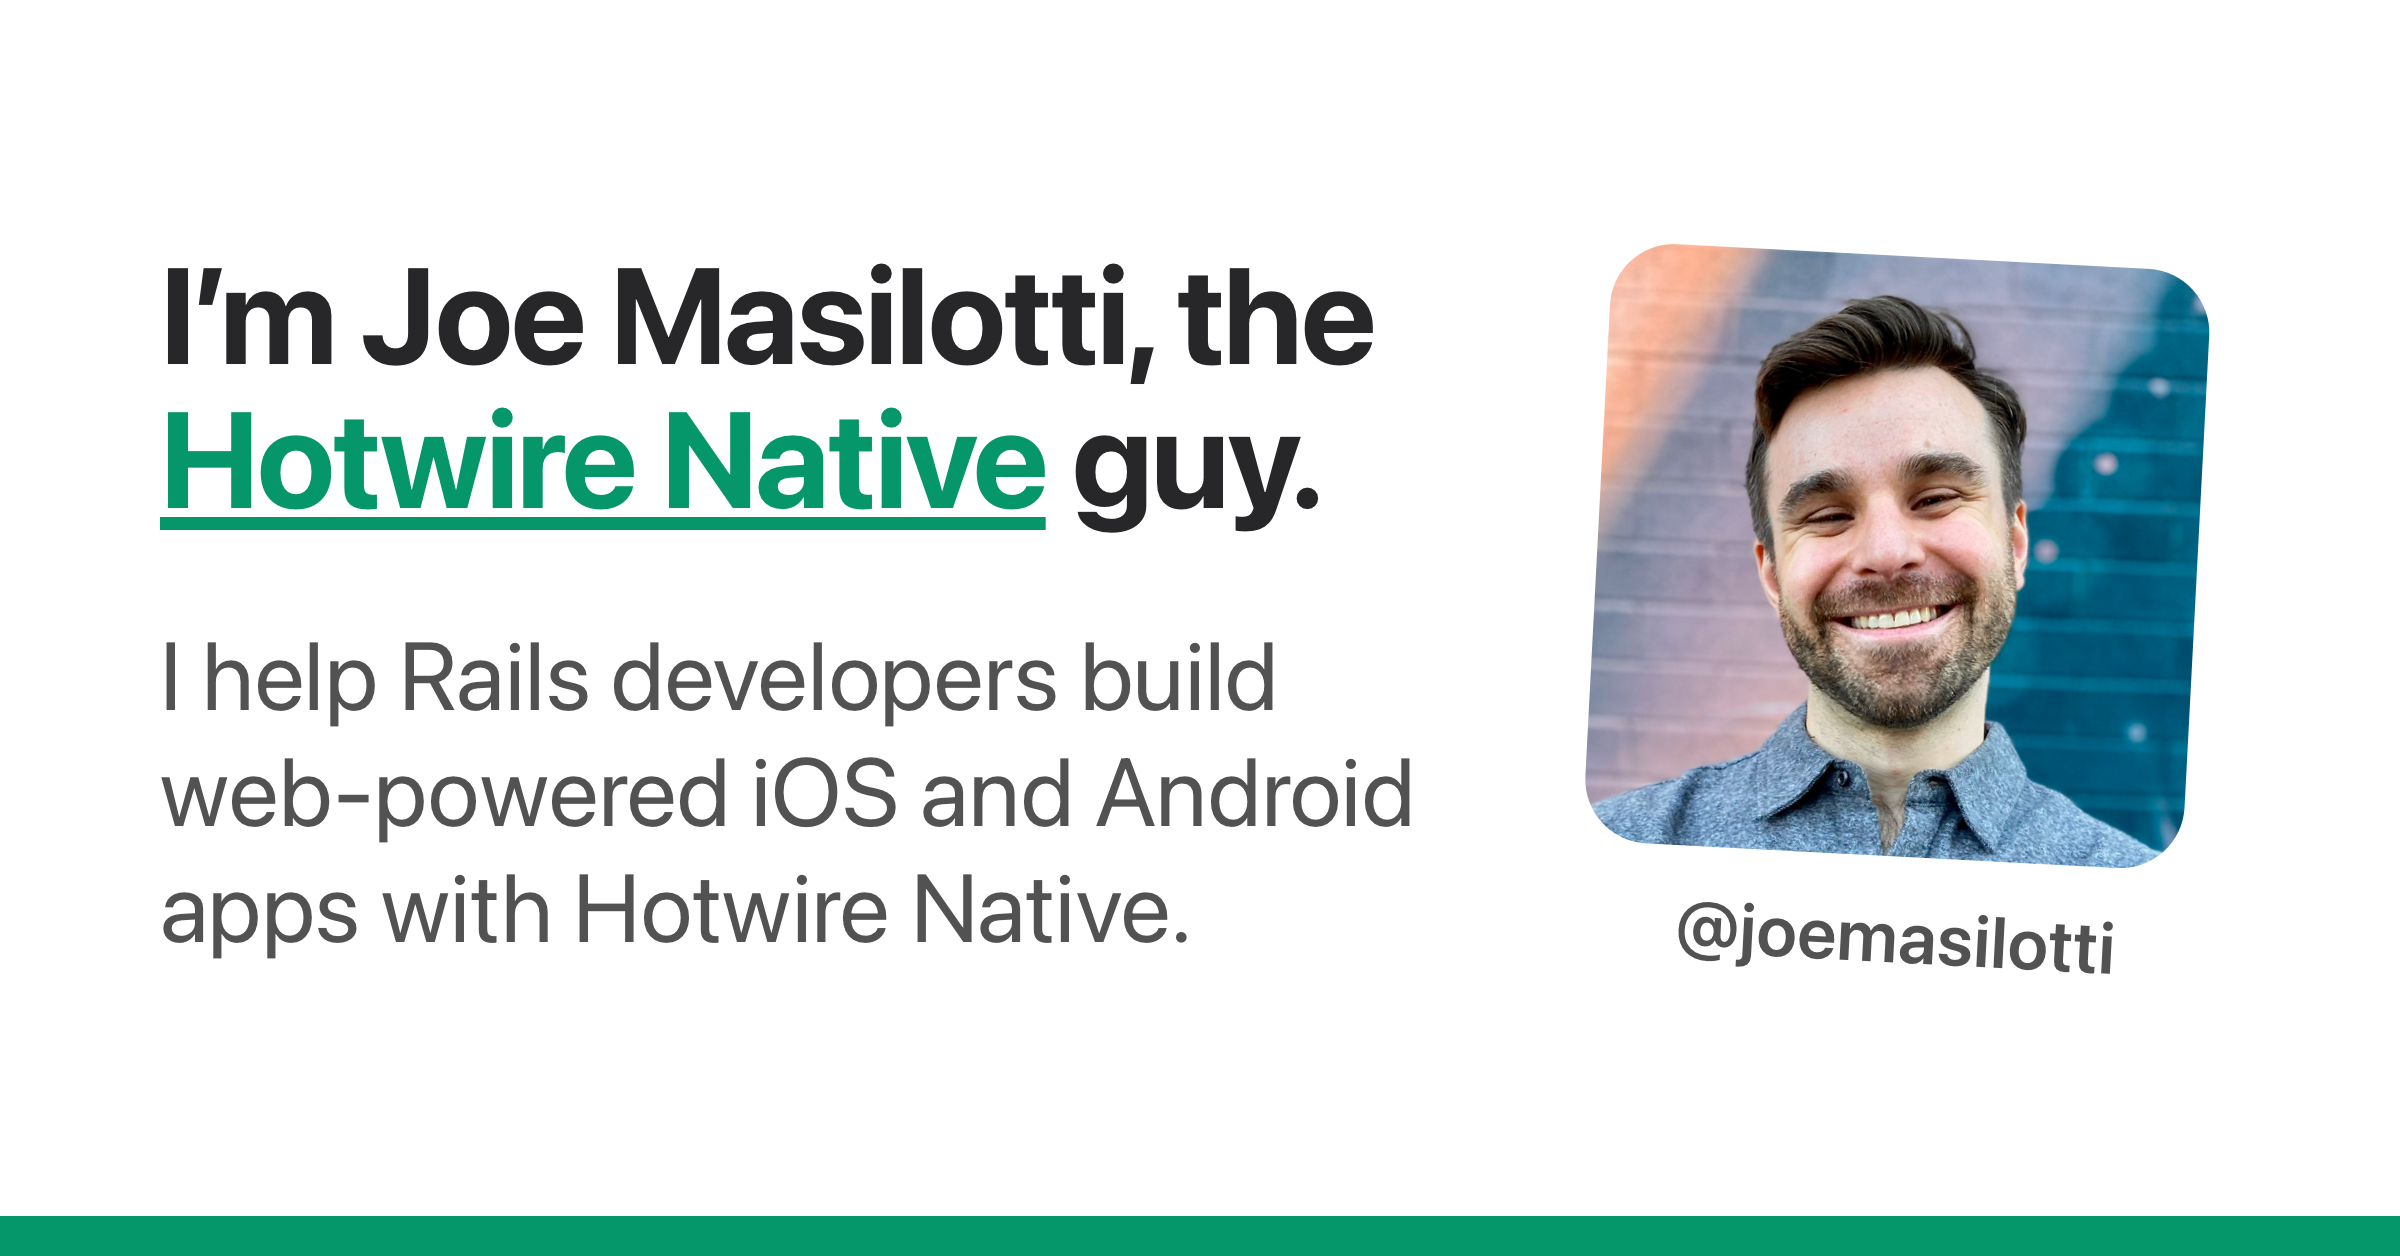 I’m Joe Masilotti, the
Hotwire Native guy.
I help Rails developers build
web-powered iOS and Android
apps with Hotwire Native.
@joemasilotti